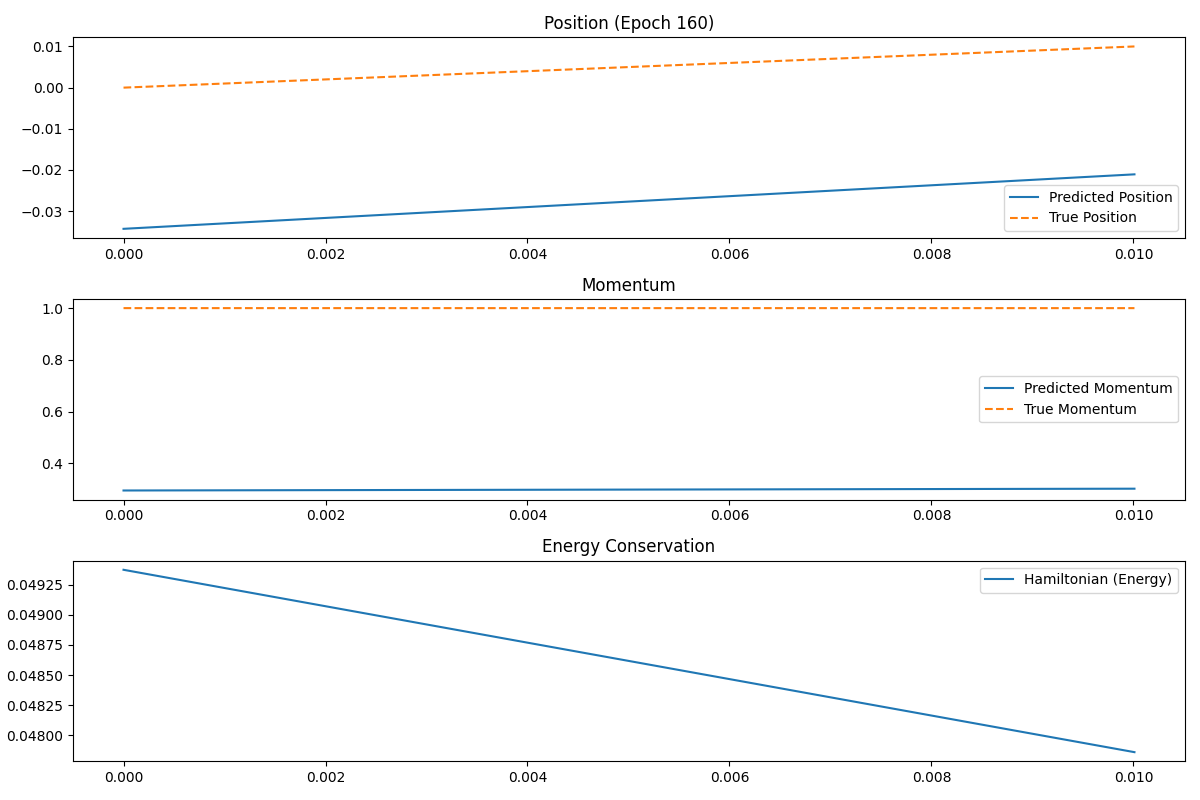 Position (Epoch 160)
0.01
0.00
−0.01
−0.02
−0.03
Predicted Position
True Position
0.000 0.002 0.004 0.006 0.008 0.010
Momentum
1.0
0.8
0.6
0.4
Predicted Momentum
True Momentum
0.000 0.002 0.004 0.006 0.008 0.010
Energy Conservation
0.04925
0.04900
0.04875
0.04850
0.04825
0.04800
Hamiltonian (Energy)
0.000 0.002 0.004 0.006 0.008 0.010